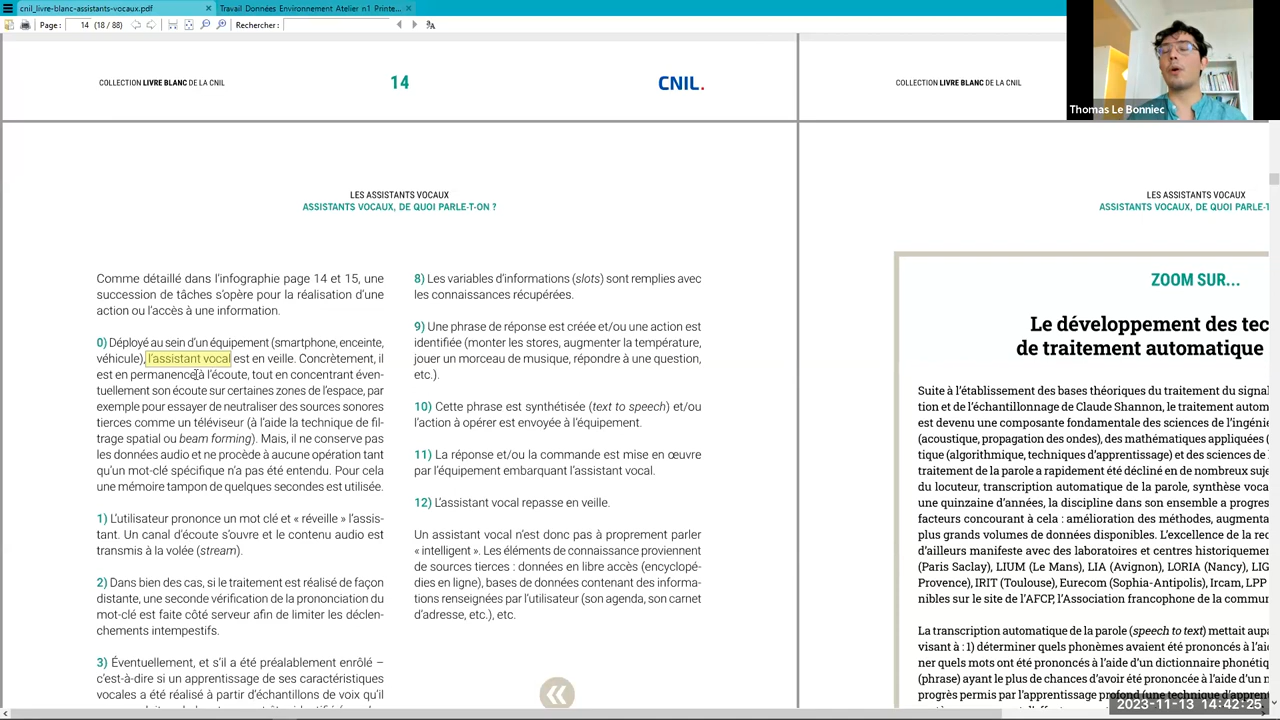 cnil_livre-blanc-assistants-vocaux.pdf
Travail Données Environnement Atelier n1 Printe...
Page : 14 (18 / 88) Rechercher :
COLLECTION LIVRE BLANC DE LA CNIL
14
CNIL.
COLLECTION LIVRE BLANC DE LA CNIL
Thomas Le Bonniec
LES ASSISTANTS VOCAUX
ASSISTANTS VOCAUX, DE QUOI PARLE-T-ON ?
Comme détaillé dans l'infographie page 14 et 15, une
succession de tâches s'opère pour la réalisation d'une
action ou l'accès à une information.
0) Déployé au sein d'un équipement (smartphone, enceinte,
véhicule), l'assistant vocal est en veille. Concrètement, il
est en permanence à l'écoute, tout en concentrant éven-
tuellement son écoute sur certaines zones de l'espace, par
exemple pour essayer de neutraliser des sources sonores
tierces comme un téléviseur (à l'aide la technique de fil-
trage spatial ou beam forming). Mais, il ne conserve pas
les données audio et ne procède à aucune opération tant
qu'un mot-clé spécifique n'a pas été entendu. Pour cela
une mémoire tampon de quelques secondes est utilisée.
1) L'utilisateur prononce un mot clé et « réveille » l'assis-
tant. Un canal d'écoute s'ouvre et le contenu audio est
transmis à la volée (stream).
2) Dans bien des cas, si le traitement est réalisé de façon
distante, une seconde vérification de la prononciation du
mot-clé est faite côté serveur afin de limiter les déclen-
chements intempestifs.
3) Éventuellement, et s'il a été préalablement enrôlé –
c'est-à-dire si un apprentissage de ses caractéristiques
vocales a été réalisé à partir d'échantillons de voix qu'il
8) Les variables d'informations (slots) sont remplies avec
les connaissances récupérées.
9) Une phrase de réponse est créée et/ou une action est
identifiée (monter les stores, augmenter la température,
jouer un morceau de musique, répondre à une question,
etc.).
10) Cette phrase est synthétisée (text to speech) et/ou
l'action à opérer est envoyée à l'équipement.
11) La réponse et/ou la commande est mise en œuvre
par l'équipement embarquant l'assistant vocal.
12) L'assistant vocal repasse en veille.
Un assistant vocal n'est donc pas à proprement parler
« intelligent ». Les éléments de connaissance proviennent
de sources tierces : données en libre accès (encyclopé-
dies en ligne), bases de données contenant des informa-
tions renseignées par l'utilisateur (son agenda, son carnet
d'adresse, etc.), etc.
LES ASSISTANTS VOCAUX
ASSISTANTS VOCAUX, DE QUOI PARLE-T
ZOOM SUR...
Le développement des tec
de traitement automatique
Suite à l'établissement des bases théoriques du traitement du signal
tion et de l'échantillonnage de Claude Shannon, le traitement autom
est devenu une composante fondamentale des sciences de l'ingénie
(acoustique, propagation des ondes), des mathématiques appliquées (
tique (algorithmique, techniques d'apprentissage) et des sciences de
traitement de la parole a rapidement été décliné en de nombreux suje
du locuteur, transcription automatique de la parole, synthèse voca
une quinzaine d'années, la discipline dans son ensemble a progres
facteurs concourant à cela : amélioration des méthodes, augmenta
plus grands volumes de données disponibles. L'excellence de la rec
d'ailleurs manifeste avec des laboratoires et centres historiquemen
(Paris Saclay), LIUM (Le Mans), LIA (Avignon), LORIA (Nancy), LIG
Provence), IRIT (Toulouse), Eurecom (Sophia-Antipolis), Ircam, LPP
nibles sur le site de l'AFCP, l'Association francophone de la commu
La transcription automatique de la parole (speech to text) mettait aupa
visant à : 1) déterminer quels phonèmes avaient été prononcés à l'aid
ner quels mots ont été prononcés à l'aide d'un dictionnaire phonétiq
(phrase) ayant le plus de chances d'avoir été prononcée à l'aide d'un m
progrès permis par l'apprentissage profond (une technique d'apprent
2023-11-13 14:42:25